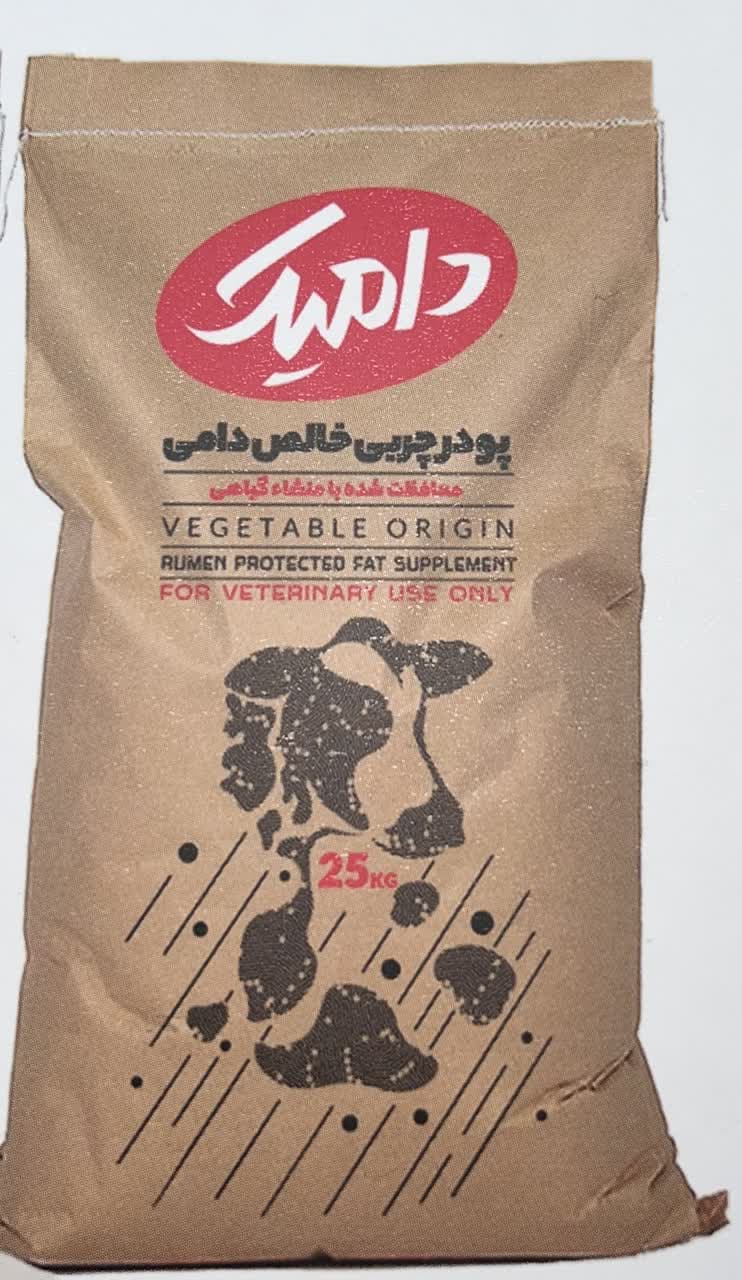 دامیک
پودر چربی خالص دامی
محافظت شده با منشاء گیاهی
VEGETABLE ORIGIN
RUMEN PROTECTED FAT SUPPLEMENT
FOR VETERINARY USE ONLY
25KG